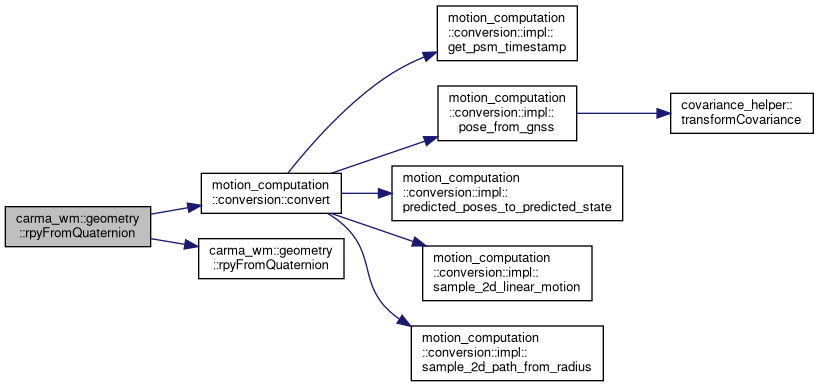 motion_computation
::conversion::impl::
get_psm_timestamp
motion_computation
::conversion::impl::
pose_from_gnss
covariance_helper::
transformCovariance
motion_computation
::conversion::convert
motion_computation
::conversion::impl::
predicted_poses_to_predicted_state
carma_wm::geometry
::rpyFromQuaternion
carma_wm::geometry
::rpyFromQuaternion
motion_computation
::conversion::impl::
sample_2d_linear_motion
motion_computation
::conversion::impl::
sample_2d_path_from_radius